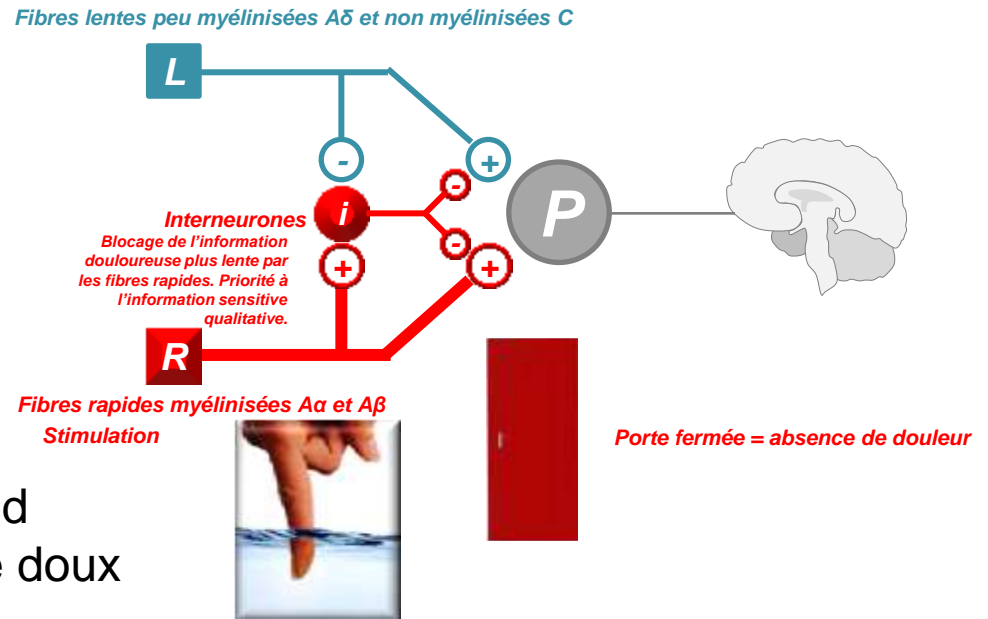 Fibres lentes peu myélinisées Aδ et non myélinisées C
L
-
+
-
P
Interneurones
i
Blocage de l'information
douloureuse plus lente par
les fibres rapides. Priorité à
l'information sensitive
qualitative.
-
+
+
R
Fibres rapides myélinisées Aα et Aβ
Stimulation
Porte fermée = absence de douleur
d
doux